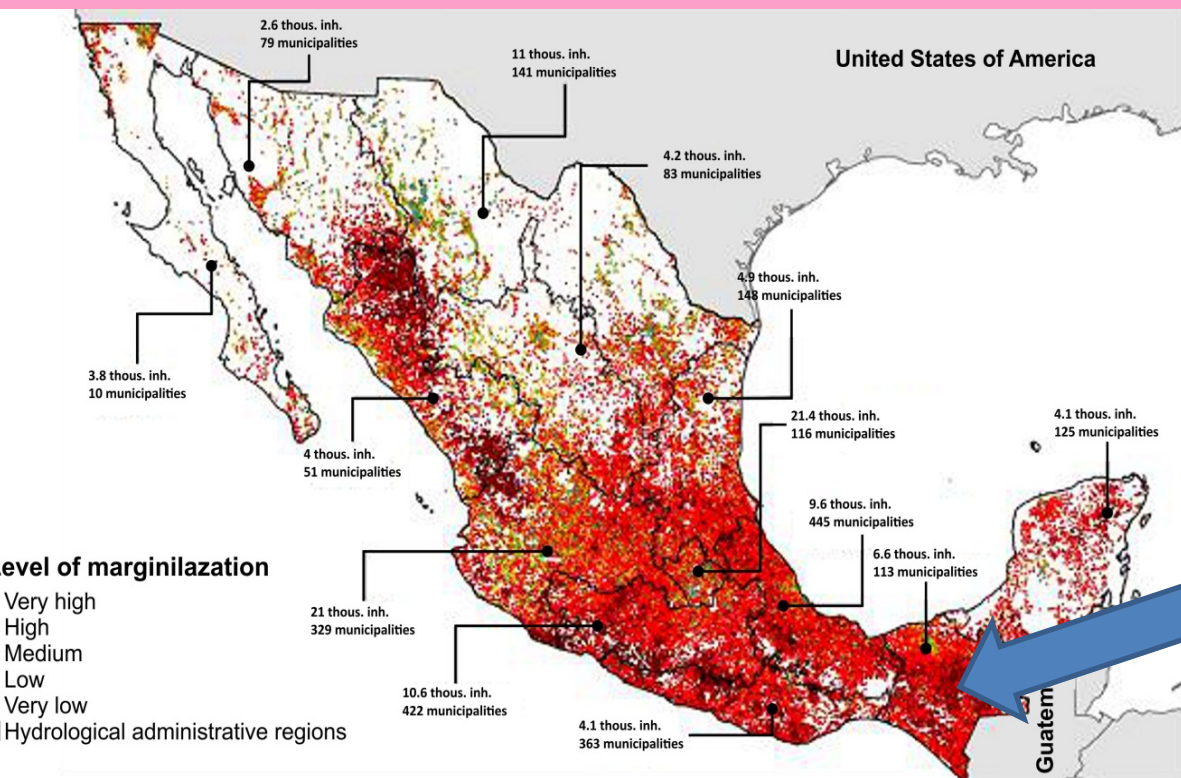 2.6 thous. inh.
79 municipalities
11 thous. inh.
141 municipalities
United States of America
4.2 thous. inh.
83 municipalities
4.9 thous. inh.
148 municipalities
3.8 thous. inh.
10 municipalities
21.4 thous. inh.
116 municipalities
4.1 thous. inh.
125 municipalities
4 thous. inh.
51 municipalities
9.6 thous. inh.
445 municipalities
6.6 thous. inh.
113 municipalities
Level of marginilazation
Very high
High
Medium
Low
Very low
Hydrological administrative regions
21 thous. inh.
329 municipalities
10.6 thous. inh.
422 municipalities
4.1 thous. inh.
363 municipalities
Guatem